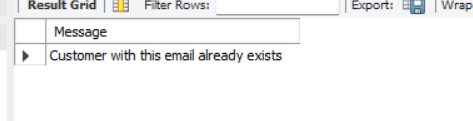 Result Grid Filter Rows: Export: Wrap
Message
Customer with this email already exists